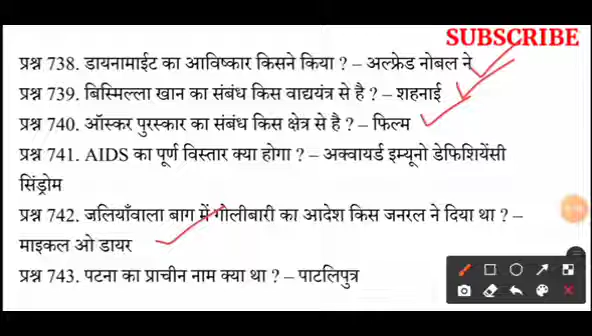 SUBSCRIBE
प्रश्न 738. डायनामाईट का आविष्कार किसने किया ? – अल्फ्रेड नोबल ने
प्रश्न 739. बिस्मिल्ला खान का संबंध किस वाद्ययंत्र से है ? – शहनाई
प्रश्न 740. ऑस्कर पुरस्कार का संबंध किस क्षेत्र से है ? – फिल्म
प्रश्न 741. AIDS का पूर्ण विस्तार क्या होगा ? – अक्वायर्ड इम्यूनो डेफिशियेंसी
सिंड्रोम
प्रश्न 742. जलियाँवाला बाग में गोलीबारी का आदेश किस जनरल ने दिया था ? –
माइकल ओ डायर
प्रश्न 743. पटना का प्राचीन नाम क्या था ? – पाटलिपुत्र